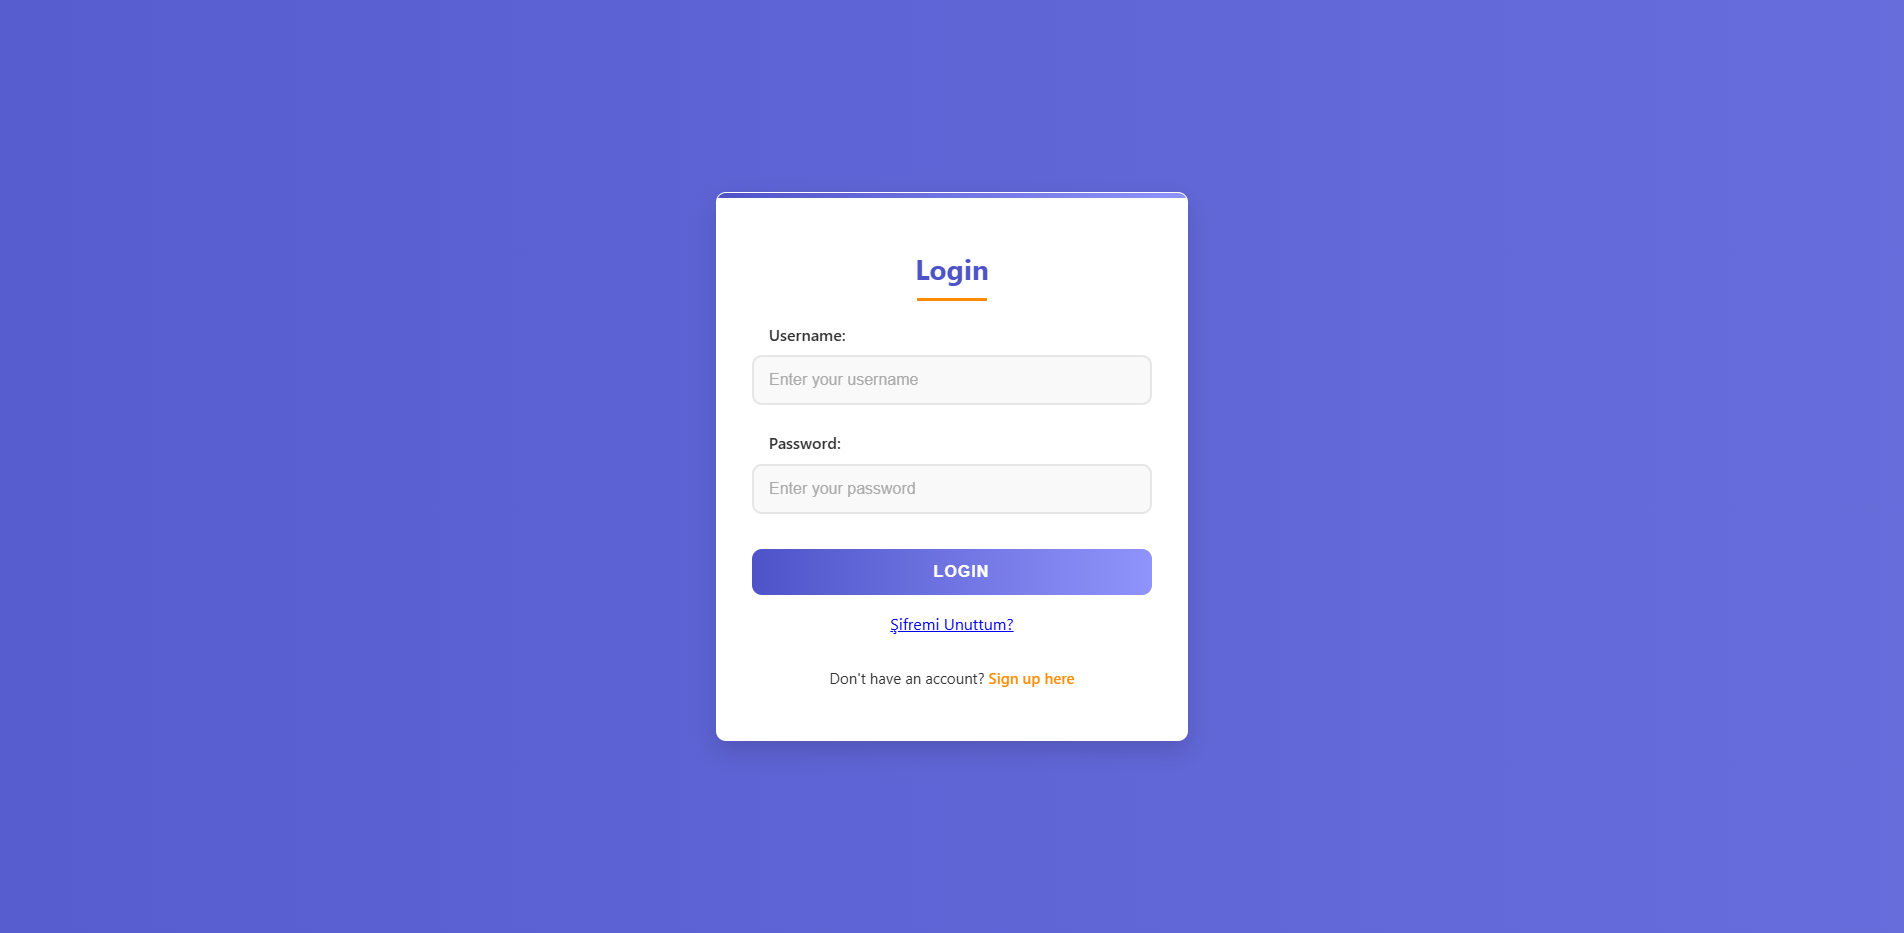 Login
Username:
Enter your username
Password:
Enter your password
LOGIN
Şifremi Unuttum?
Don't have an account? Sign up here